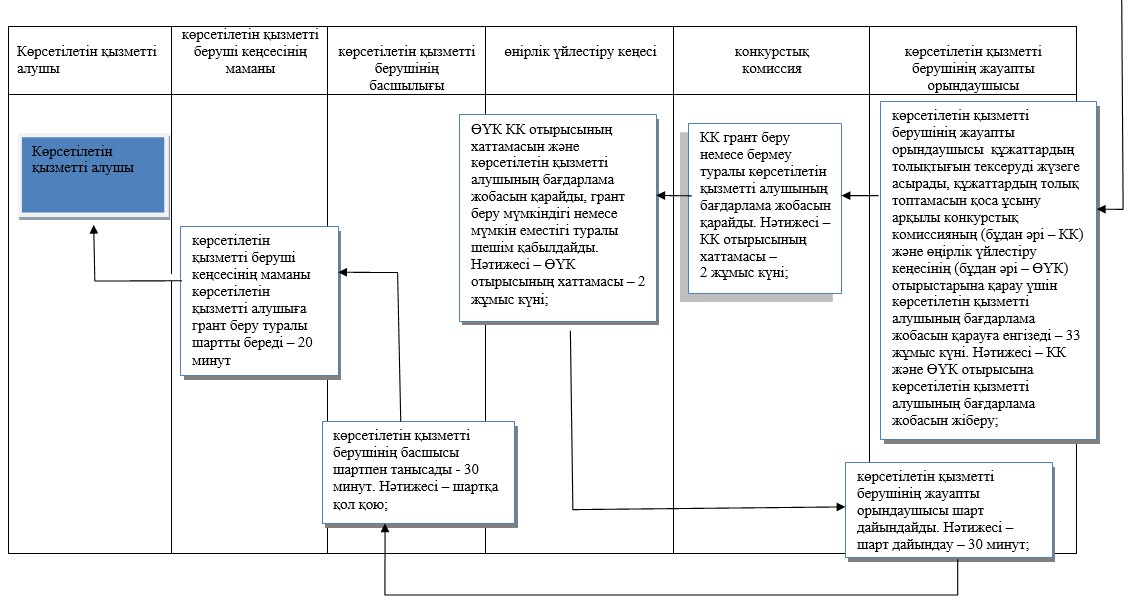 Көрсетілетін қызметті
алушы
көрсетілетін қызметті
беруші кеңсесінің
маманы
көрсетілетін қызметті
берушінің
басшылығы
өнірлік үйлестіру кеңесі
конкурстық
комиссия
көрсетілетін қызметті
берушінің жауапты
орындаушысы
Көрсетілетін
қызметті алушы
көрсетілетін
қызметті беруші
кеңсесінің маманы
көрсетілетін
қызметті алушыға
грант беру туралы
шартты береді – 20
минут
көрсетілетін қызметті
берушінің басшысы
шартпен танысады - 30
минут. Нәтижесі – шартқа
қол қою;
ӨҮК КК отырысының
хаттамасын және
көрсетілетін қызметті
алушының бағдарлама
жобасын қарайды, грант
беру мүмкіндігі немесе
мүмкін еместігі туралы
шешім қабылдайды.
Нәтижесі – ӨҮК
отырысының хаттамасы – 2
жұмыс күні;
КК грант беру
немесе бермеу
туралы көрсетілетін
қызметті алушының
бағдарлама жобасын
қарайды. Нәтижесі –
КК отырысының
хаттамасы –
2 жұмыс күні;
көрсетілетін қызметті
берушінің жауапты
орындаушысы құжаттардың
толықтығын тексеруді жүзеге
асырады, құжаттардың толық
топтамасын қоса ұсыну
арқылы конкурстық
комиссияның (бұдан әрі – КК)
және өңірлік үйлестіру
кеңесінің (бұдан әрі – ӨҮК)
отырыстарына қарау үшін
көрсетілетін қызметті
алушының бағдарлама
жобасын қарауға енгізеді – 33
жұмыс күні. Нәтижесі – КК
және ӨҮК отырысына
көрсетілетін қызметті
алушының бағдарлама
жобасын жіберу;
көрсетілетін қызметті
берушінің жауапты
орындаушысы шарт
дайындайды. Нәтижесі –
шарт дайындау – 30 минут;